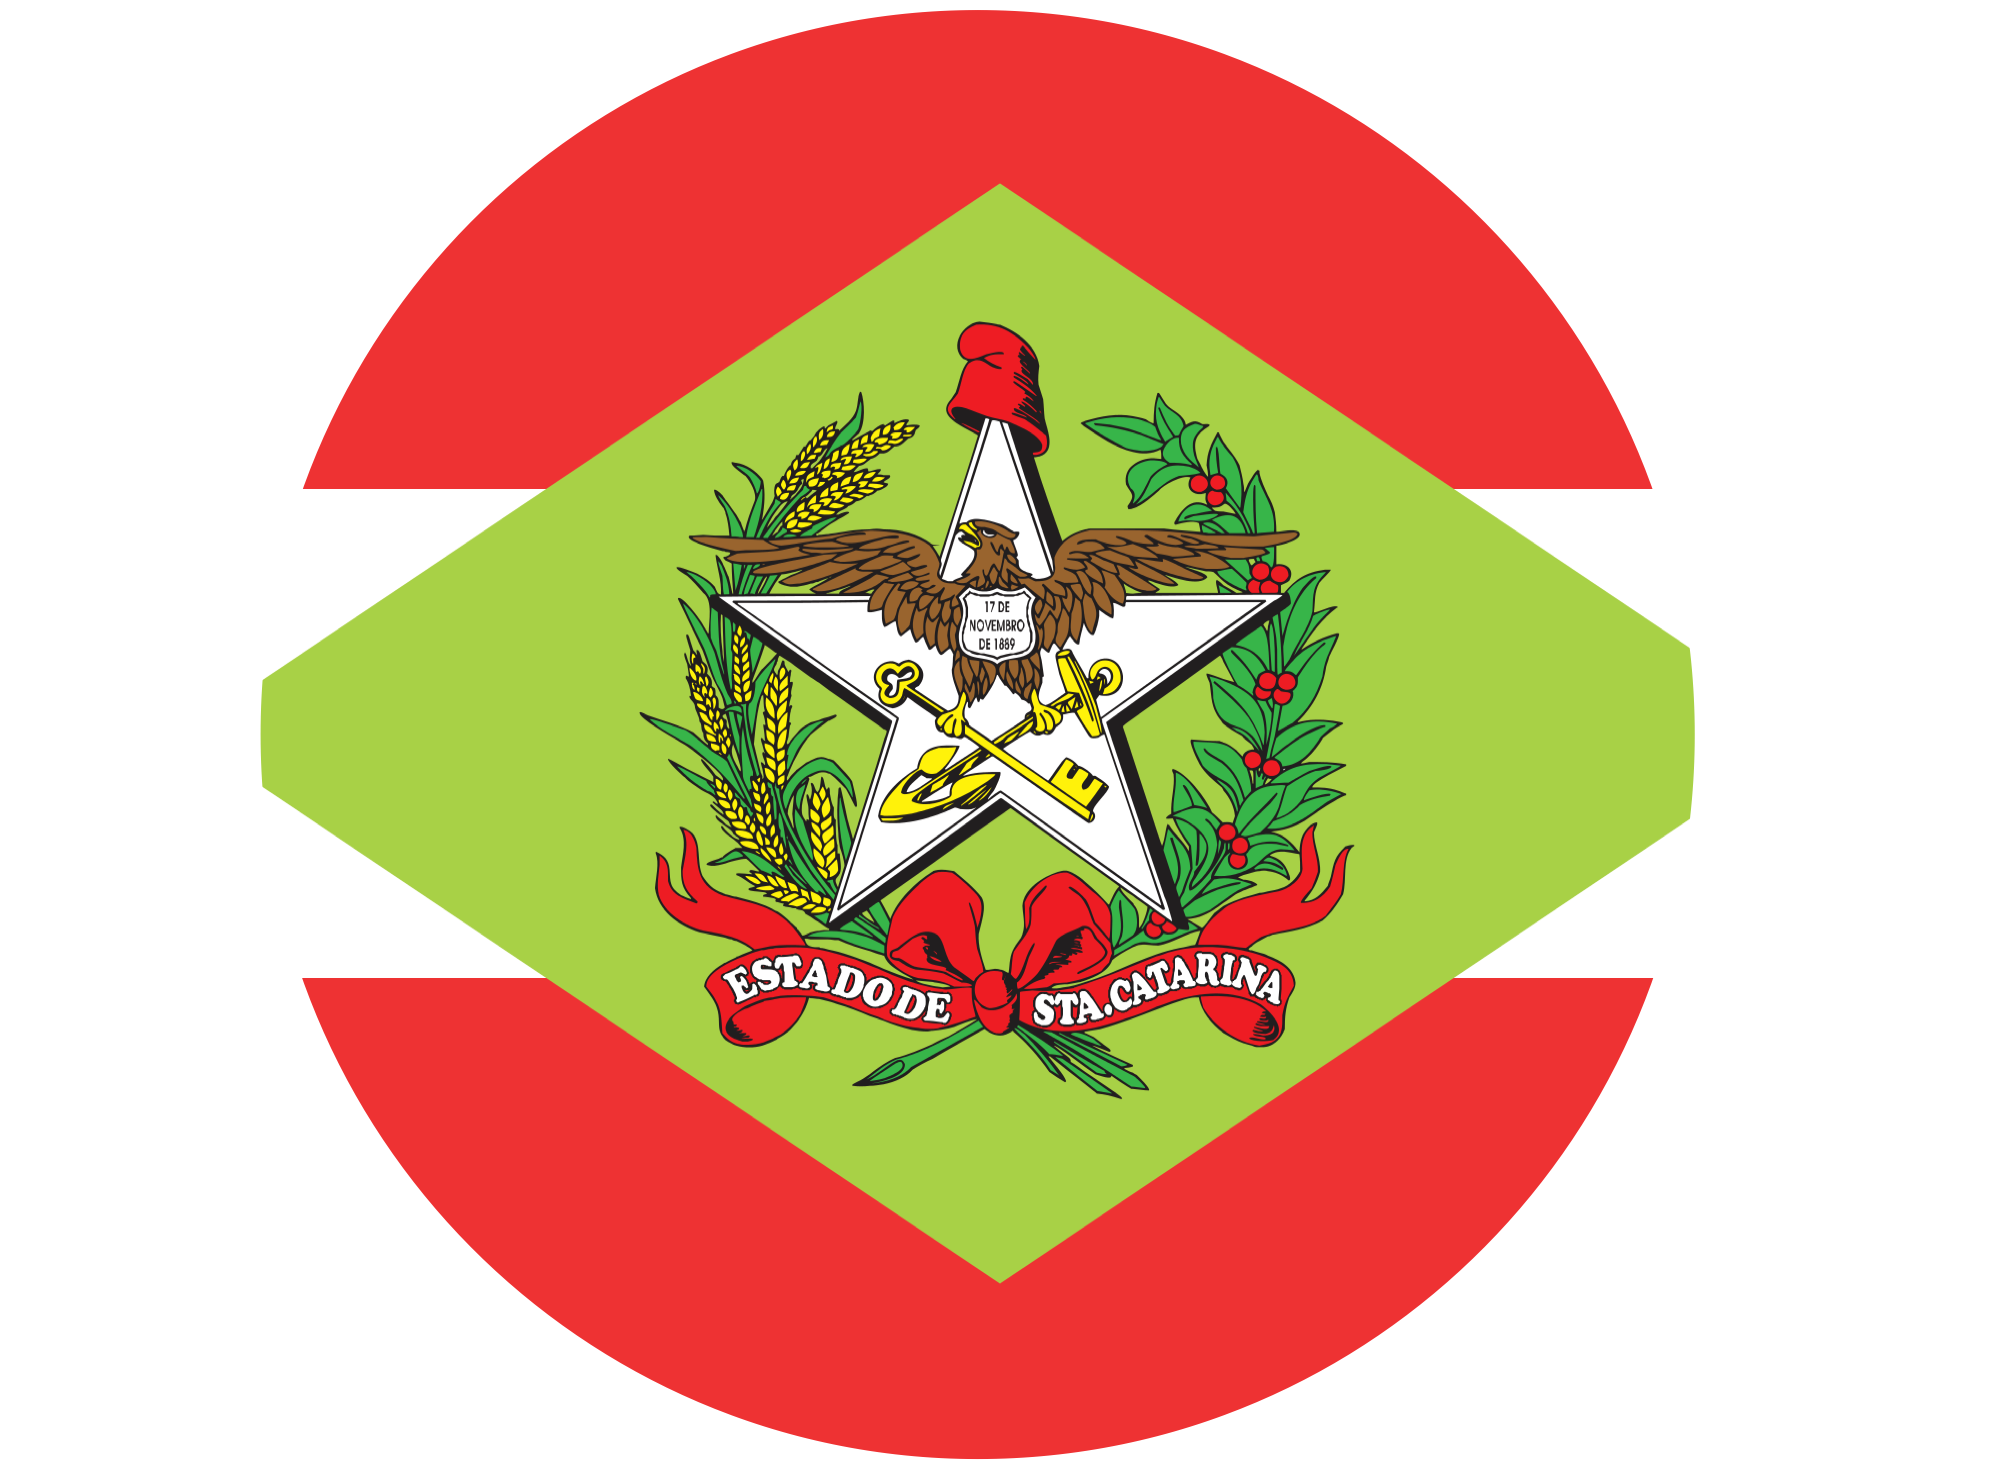 17 DE
NOVEMBRO
DE 1889
ESTADO DE STA.CATARINA